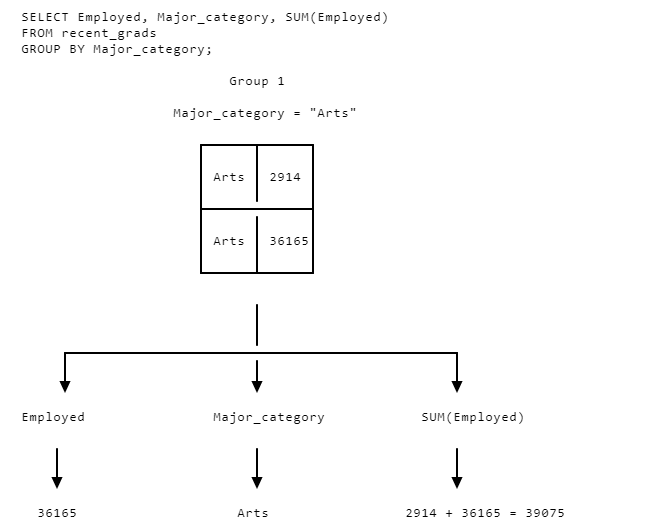 SELECT Employed, Major_category, SUM(Employed)
FROM recent_grads
GROUP BY Major_category;
Group 1
Major_category = "Arts"
Arts 2914
Arts 36165
Employed Major_category SUM(Employed)
36165 Arts 2914 + 36165 = 39075